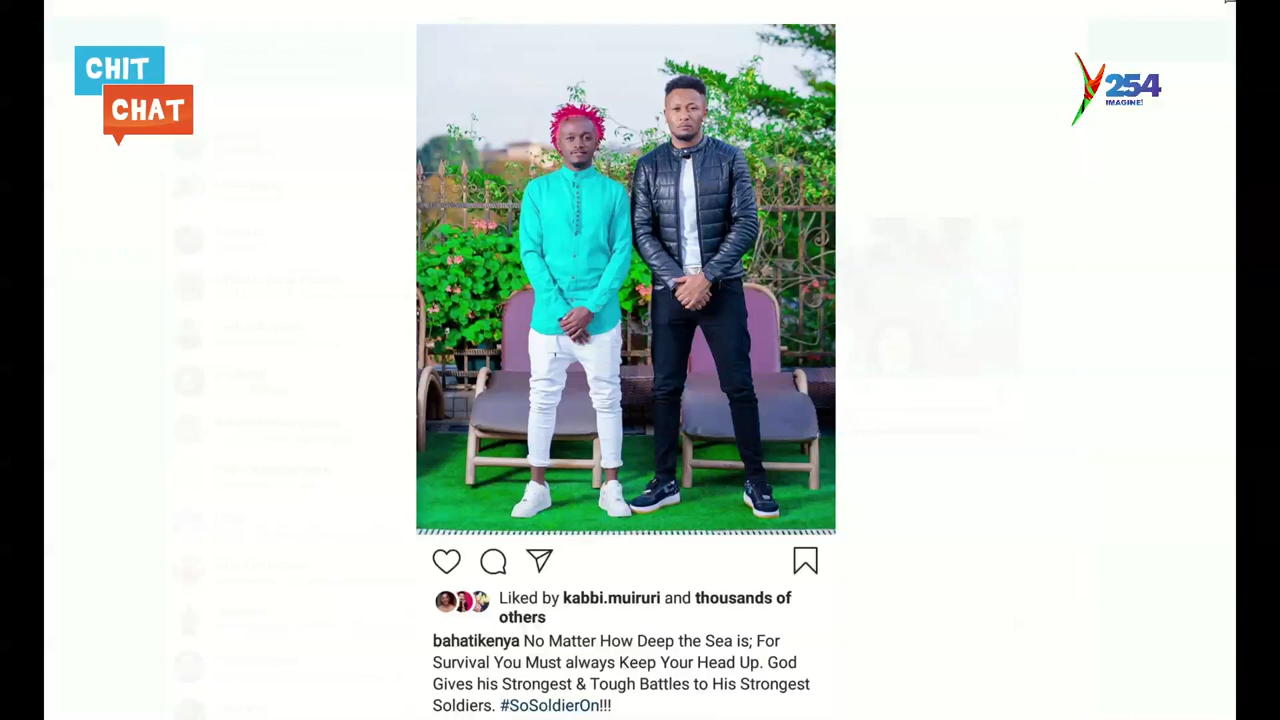 CHIT
CHAT
254
IMAGINE!
Liked by kabbi.muiruri and thousands of
others
bahatikenya No Matter How Deep the Sea is; For
Survival You Must always Keep Your Head Up. God
Gives his Strongest & Tough Battles to His Strongest
Soldiers. #SoSoldierOn!!!